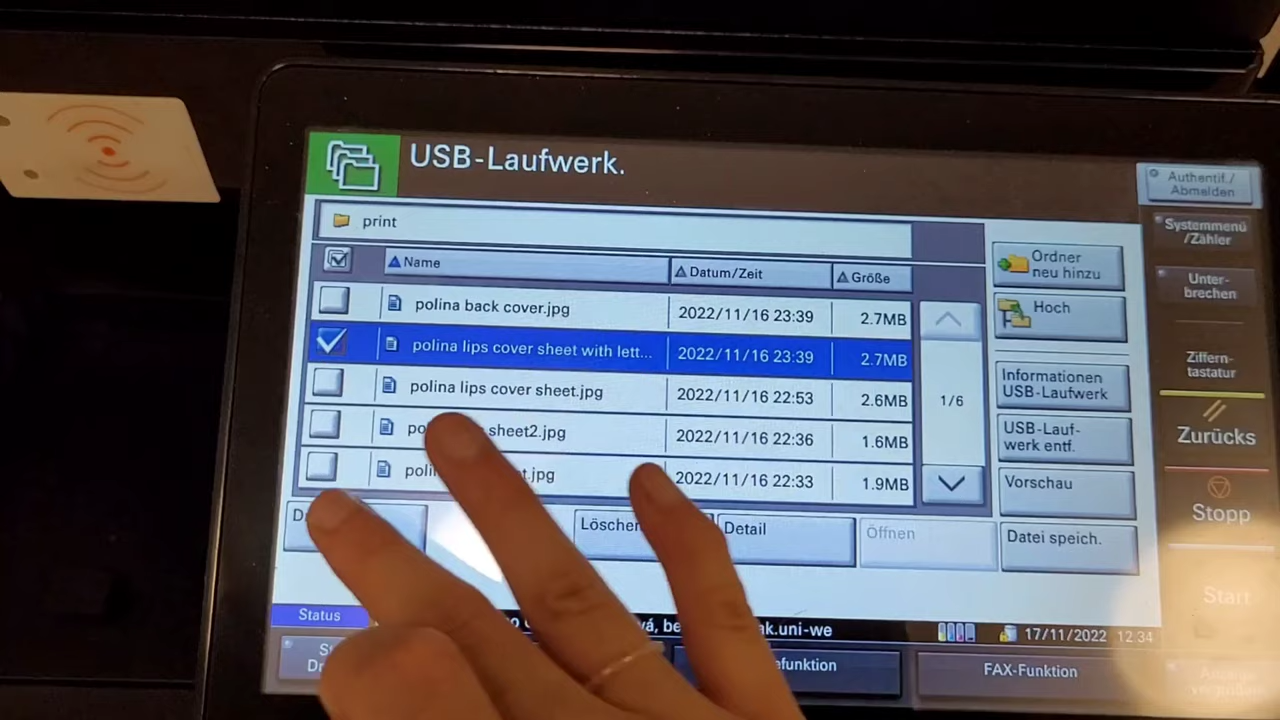 USB-Laufwerk.
Authentif./
Abmelden
print
Systemmenü
/Zähler
Name
Datum/Zeit
Größe
Ordner
neu hinzu
Unter-
brechen
polina back cover.jpg
2022/11/16 23:39
2.7MB
Hoch
polina lips cover sheet with lett...
2022/11/16 23:39
2.7MB
Ziffern-
tastatur
polina lips cover sheet.jpg
2022/11/16 22:53
2.6MB
1/6
Informationen
USB-Laufwerk
sheet2.jpg
2022/11/16 22:36
1.6MB
USB-Lauf-
werk entf.
Zurücks
.jpg
2022/11/16 22:33
1.9MB
Vorschau
Stopp
Löschen
Detail
Öffnen
Datei speich.
Start
Status
ak.uni-we
17/11/2022 12:34
FAX-Funktion